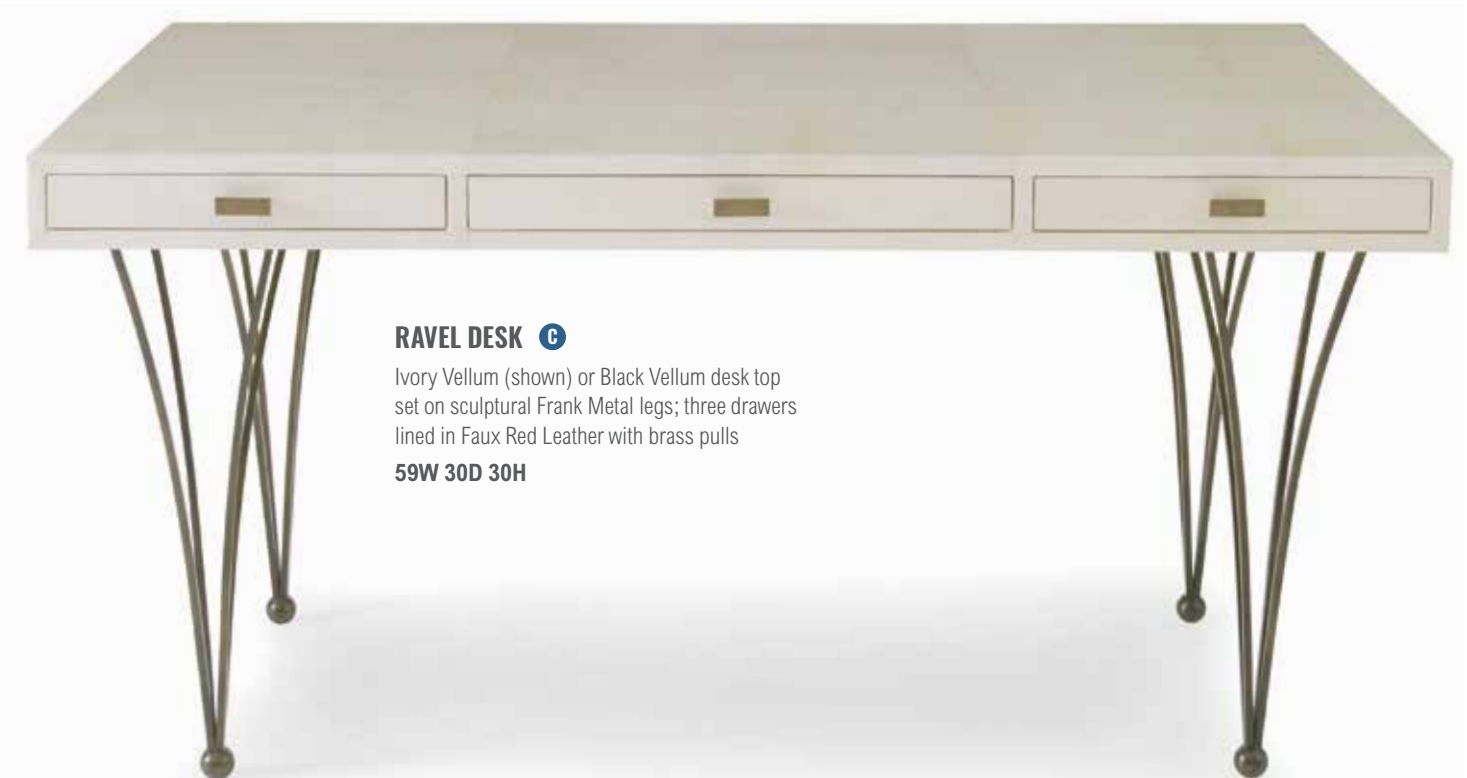 RAVEL DESK C
Ivory Vellum (shown) or Black Vellum desk top
set on sculptural Frank Metal legs; three drawers
lined in Faux Red Leather with brass pulls
59W 30D 30H